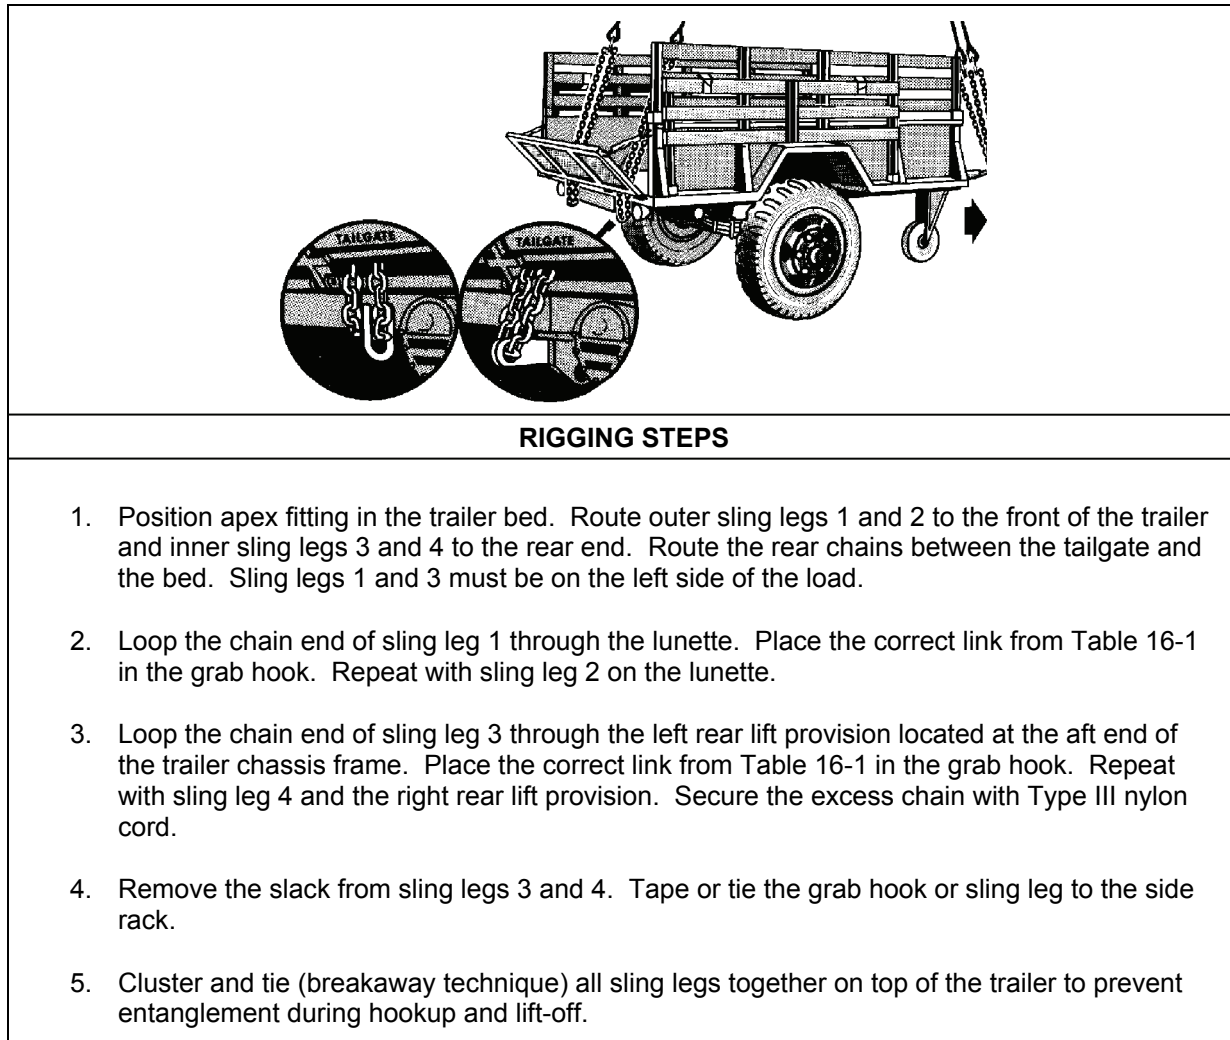 TAILGATE
TAILGATE
RIGGING STEPS
1. Position apex fitting in the trailer bed. Route outer sling legs 1 and 2 to the front of the trailer
and inner sling legs 3 and 4 to the rear end. Route the rear chains between the tailgate and
the bed. Sling legs 1 and 3 must be on the left side of the load.
2. Loop the chain end of sling leg 1 through the lunette. Place the correct link from Table 16-1
in the grab hook. Repeat with sling leg 2 on the lunette.
3. Loop the chain end of sling leg 3 through the left rear lift provision located at the aft end of
the trailer chassis frame. Place the correct link from Table 16-1 in the grab hook. Repeat
with sling leg 4 and the right rear lift provision. Secure the excess chain with Type III nylon
cord.
4. Remove the slack from sling legs 3 and 4. Tape or tie the grab hook or sling leg to the side
rack.
5. Cluster and tie (breakaway technique) all sling legs together on top of the trailer to prevent
entanglement during hookup and lift-off.